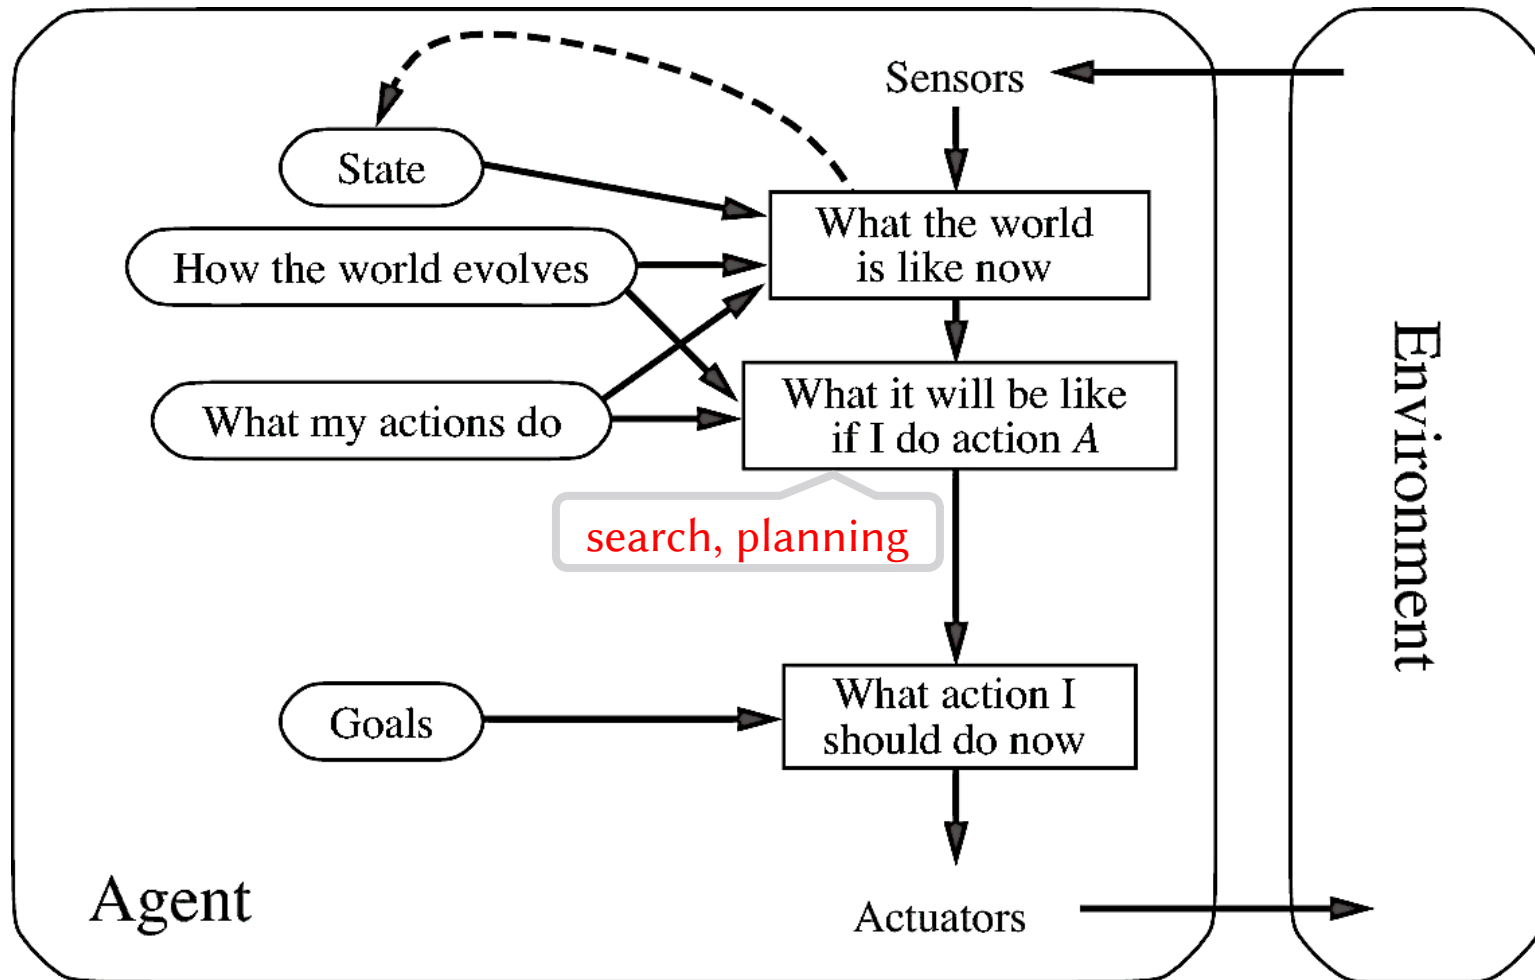 Sensors
State
What the world
is like now
How the world evolves
What my actions do
What it will be like
if I do action A
search, planning
Environment
Goals
What action I
should do now
Agent
Actuators